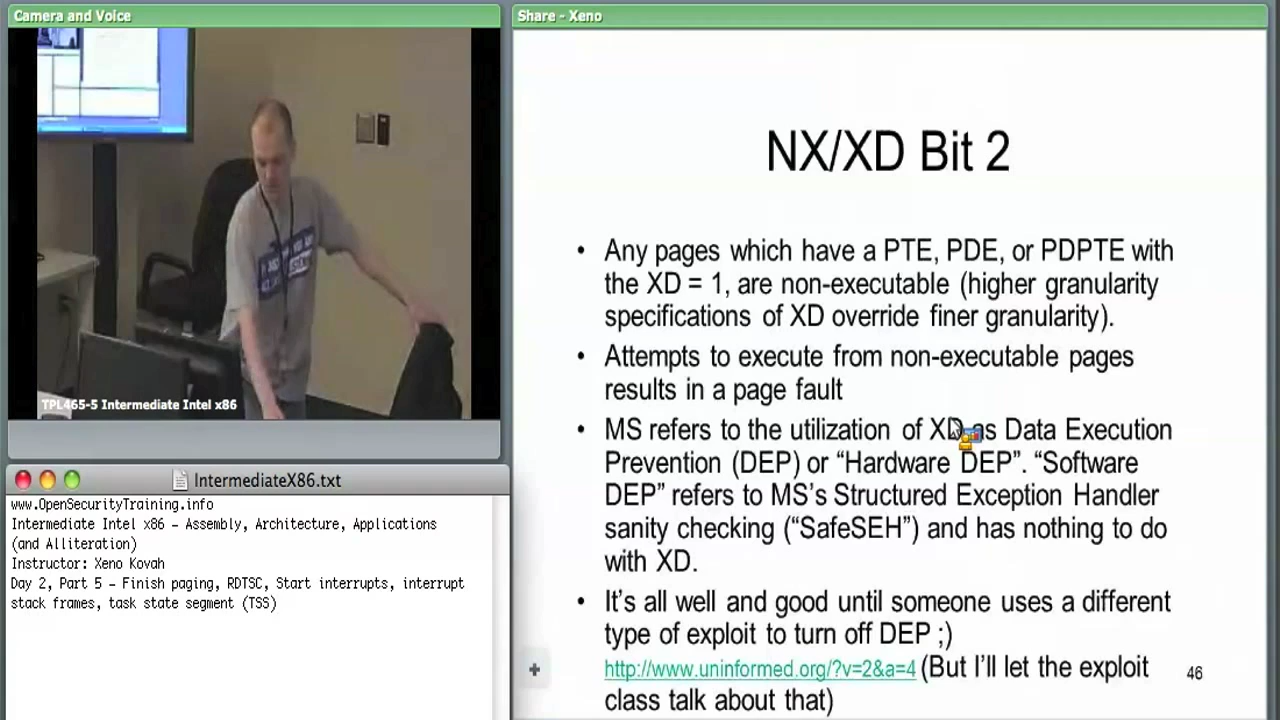 Camera and Voice
TPL465-5 Intermediate Intel x86
IntermediateX86.txt
www.OpenSecurityTraining.info
Intermediate Intel x86 – Assembly, Architecture, Applications
(and Alliteration)
Instructor: Xeno Kovah
Day 2, Part 5 – Finish paging, RDTSC, Start interrupts, interrupt
stack frames, task state segment (TSS)
Share - Xeno
NX/XD Bit 2
• Any pages which have a PTE, PDE, or PDPTE with
the XD = 1, are non-executable (higher granularity
specifications of XD override finer granularity).
• Attempts to execute from non-executable pages
results in a page fault
• MS refers to the utilization of XD as Data Execution
Prevention (DEP) or “Hardware DEP”. “Software
DEP” refers to MS’s Structured Exception Handler
sanity checking (“SafeSEH”) and has nothing to do
with XD.
• It’s all well and good until someone uses a different
type of exploit to turn off DEP ;)
http://www.uninformed.org/?v=2&a=4 (But I’ll let the exploit
class talk about that)
46